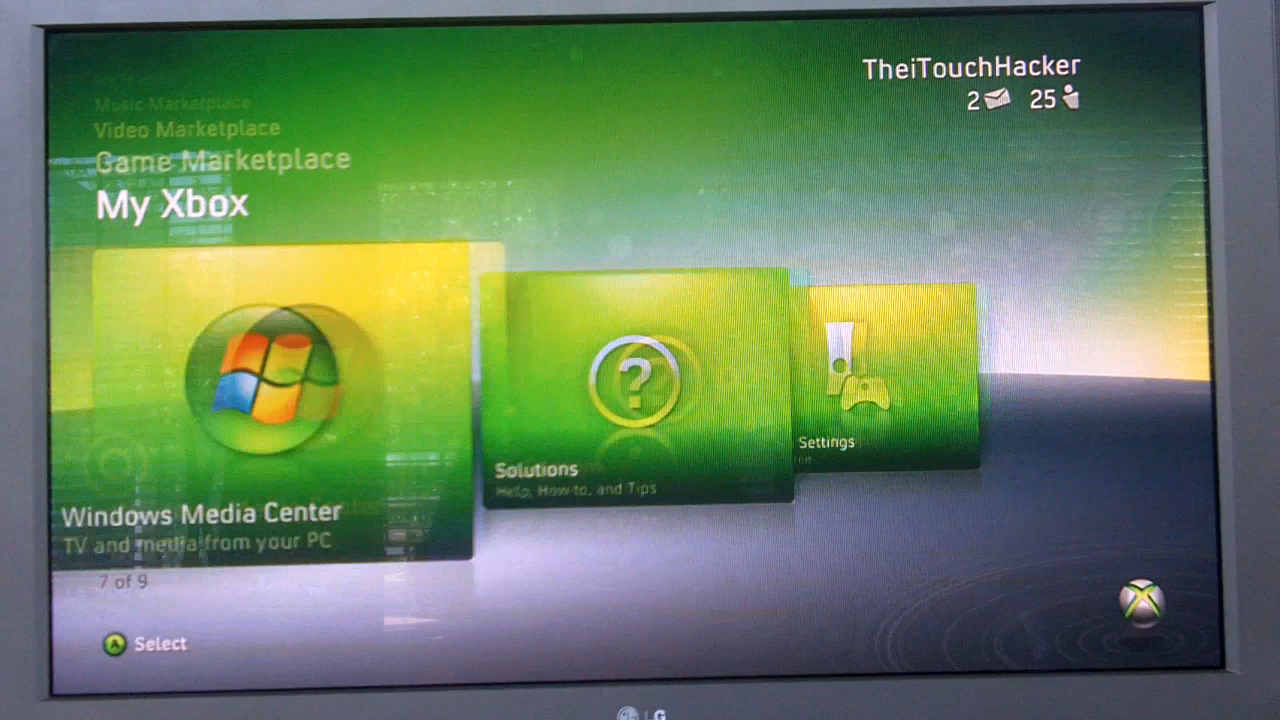 TheiTouchHacker
2 25
Music Marketplace
Video Marketplace
Game Marketplace
My Xbox
Windows Media Center
TV and media from your PC
7 of 9
Solutions
Help, How-to, and Tips
Settings
A Select
LG